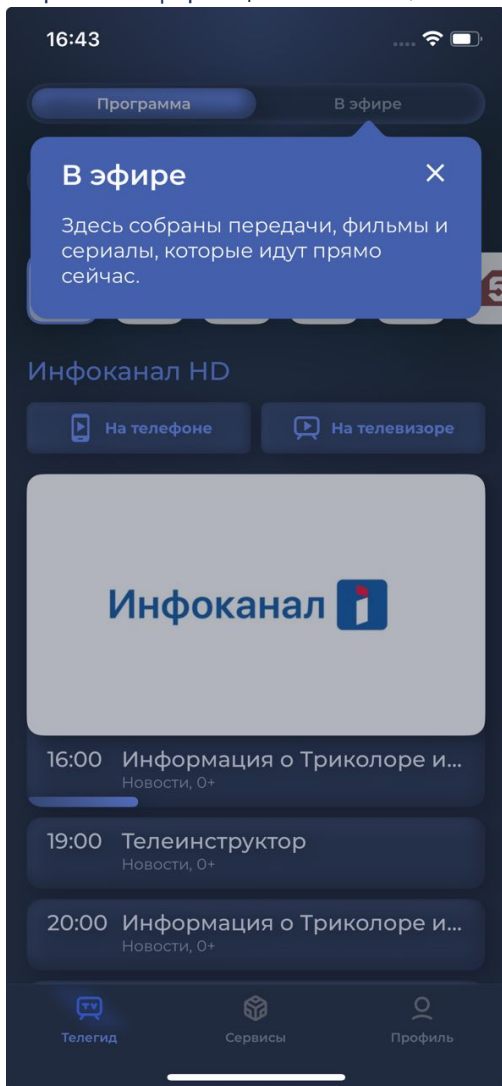 16:43
Программа
В эфире
В эфире
Здесь собраны передачи, фильмы и
сериалы, которые идут прямо
сейчас.
5
Инфоканал HD
На телефоне
На телевизоре
Инфоканал
16:00 Информация о Триколоре и...
Новости, 0+
19:00 Телеинструктор
Новости, 0+
20:00 Информация о Триколоре и...
Новости, 0+
TV
Телегид
Сервисы
Профиль